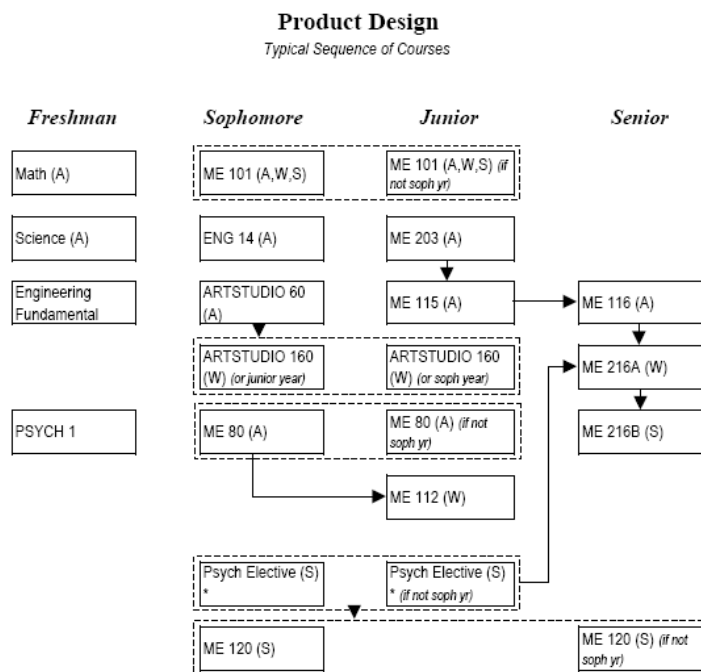 Product Design
Typical Sequence of Courses
Freshman
Sophomore
Junior
Senior
Math (A)
ME 101 (A,W,S)
ME 101 (A,W,S) (if
not soph yr)
Science (A)
ENG 14 (A)
ME 203 (A)
Engineering
Fundamental
ARTSTUDIO 60
(A)
ME 115 (A)
ME 116 (A)
ARTSTUDIO 160
(W) (or junior year)
ARTSTUDIO 160
(W) (or soph year)
ME 216A (W)
PSYCH 1
ME 80 (A)
ME 80 (A) (if not
soph yr)
ME 216B (S)
ME 112 (W)
Psych Elective (S)
*
Psych Elective (S)
* (if not soph yr)
ME 120 (S)
ME 120 (S) (if not
soph yr)